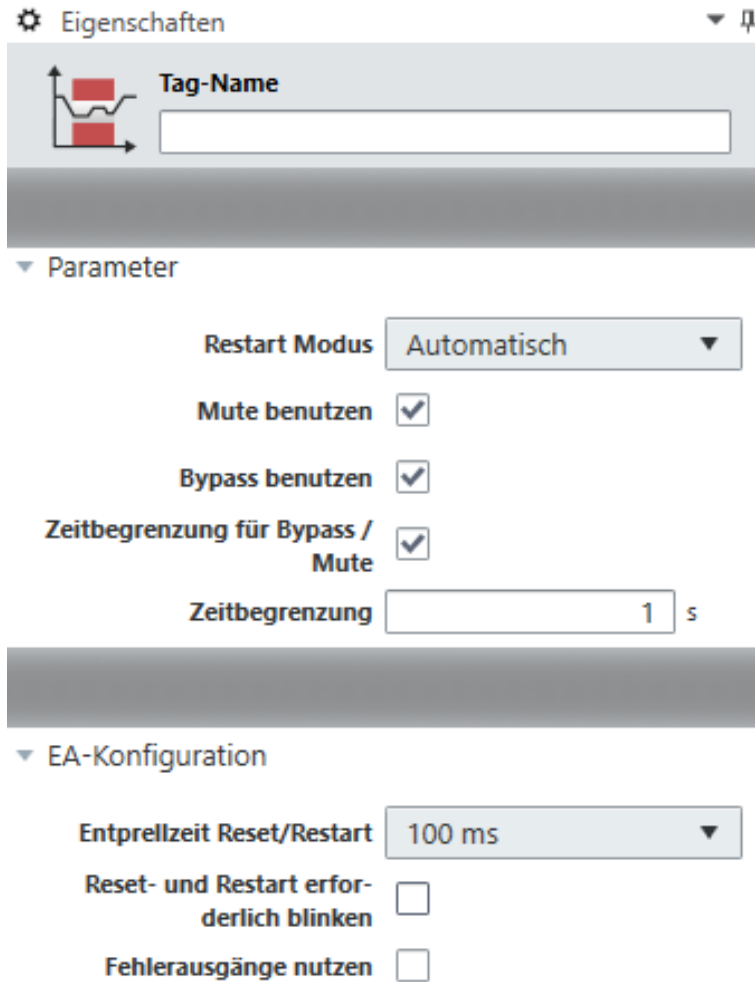 Eigenschaften
Tag-Name
Parameter
Restart Modus Automatisch
Mute benutzen
Bypass benutzen
Zeitbegrenzung für Bypass /
Mute
Zeitbegrenzung 1 s
EA-Konfiguration
Entprellzeit Reset/Restart 100 ms
Reset- und Restart erfor-
derlich blinken
Fehlerausgänge nutzen